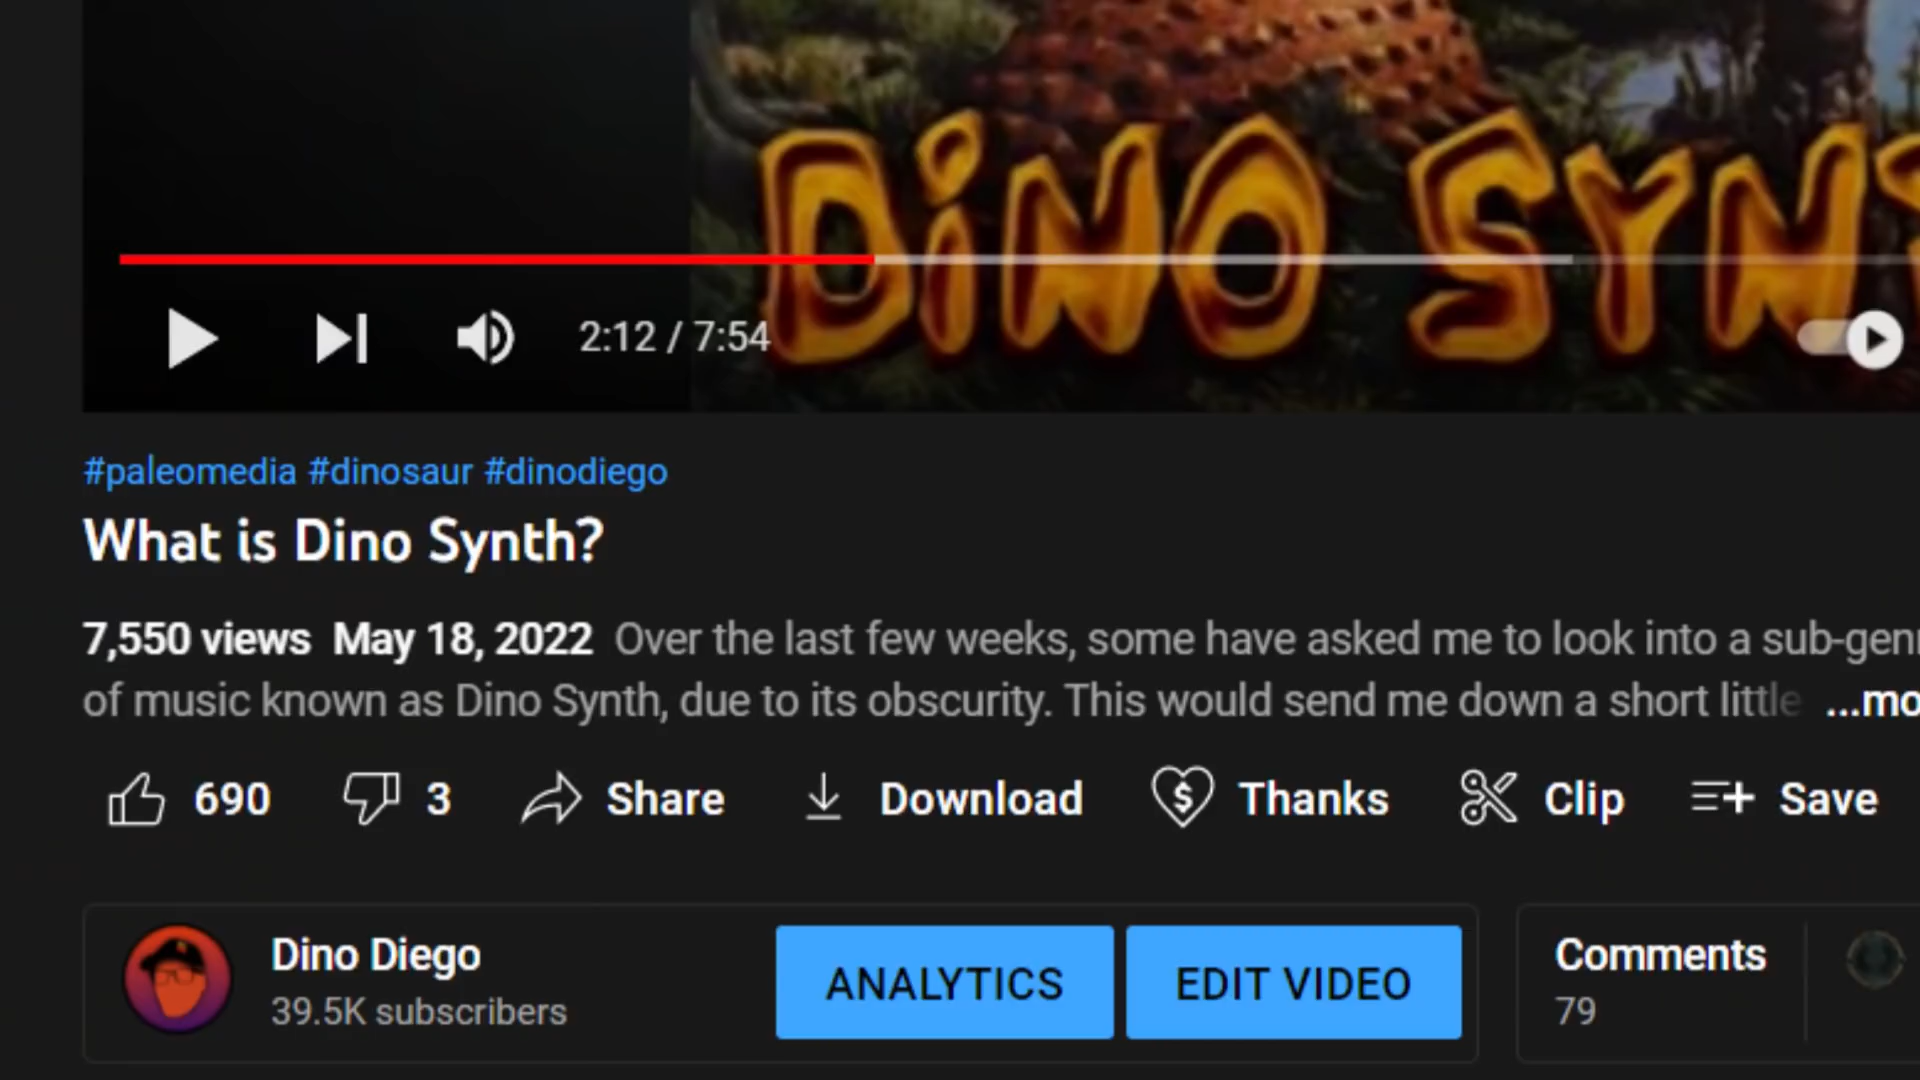 DiNO SYN
2:12 / 7:54
#paleomedia #dinosaur #dinodiego
What is Dino Synth?
7,550 views May 18, 2022 Over the last few weeks, some have asked me to look into a sub-genr
of music known as Dino Synth, due to its obscurity. This would send me down a short little ...mo
690 3 Share Download Thanks Clip Save
Dino Diego
39.5K subscribers
ANALYTICS EDIT VIDEO
Comments
79